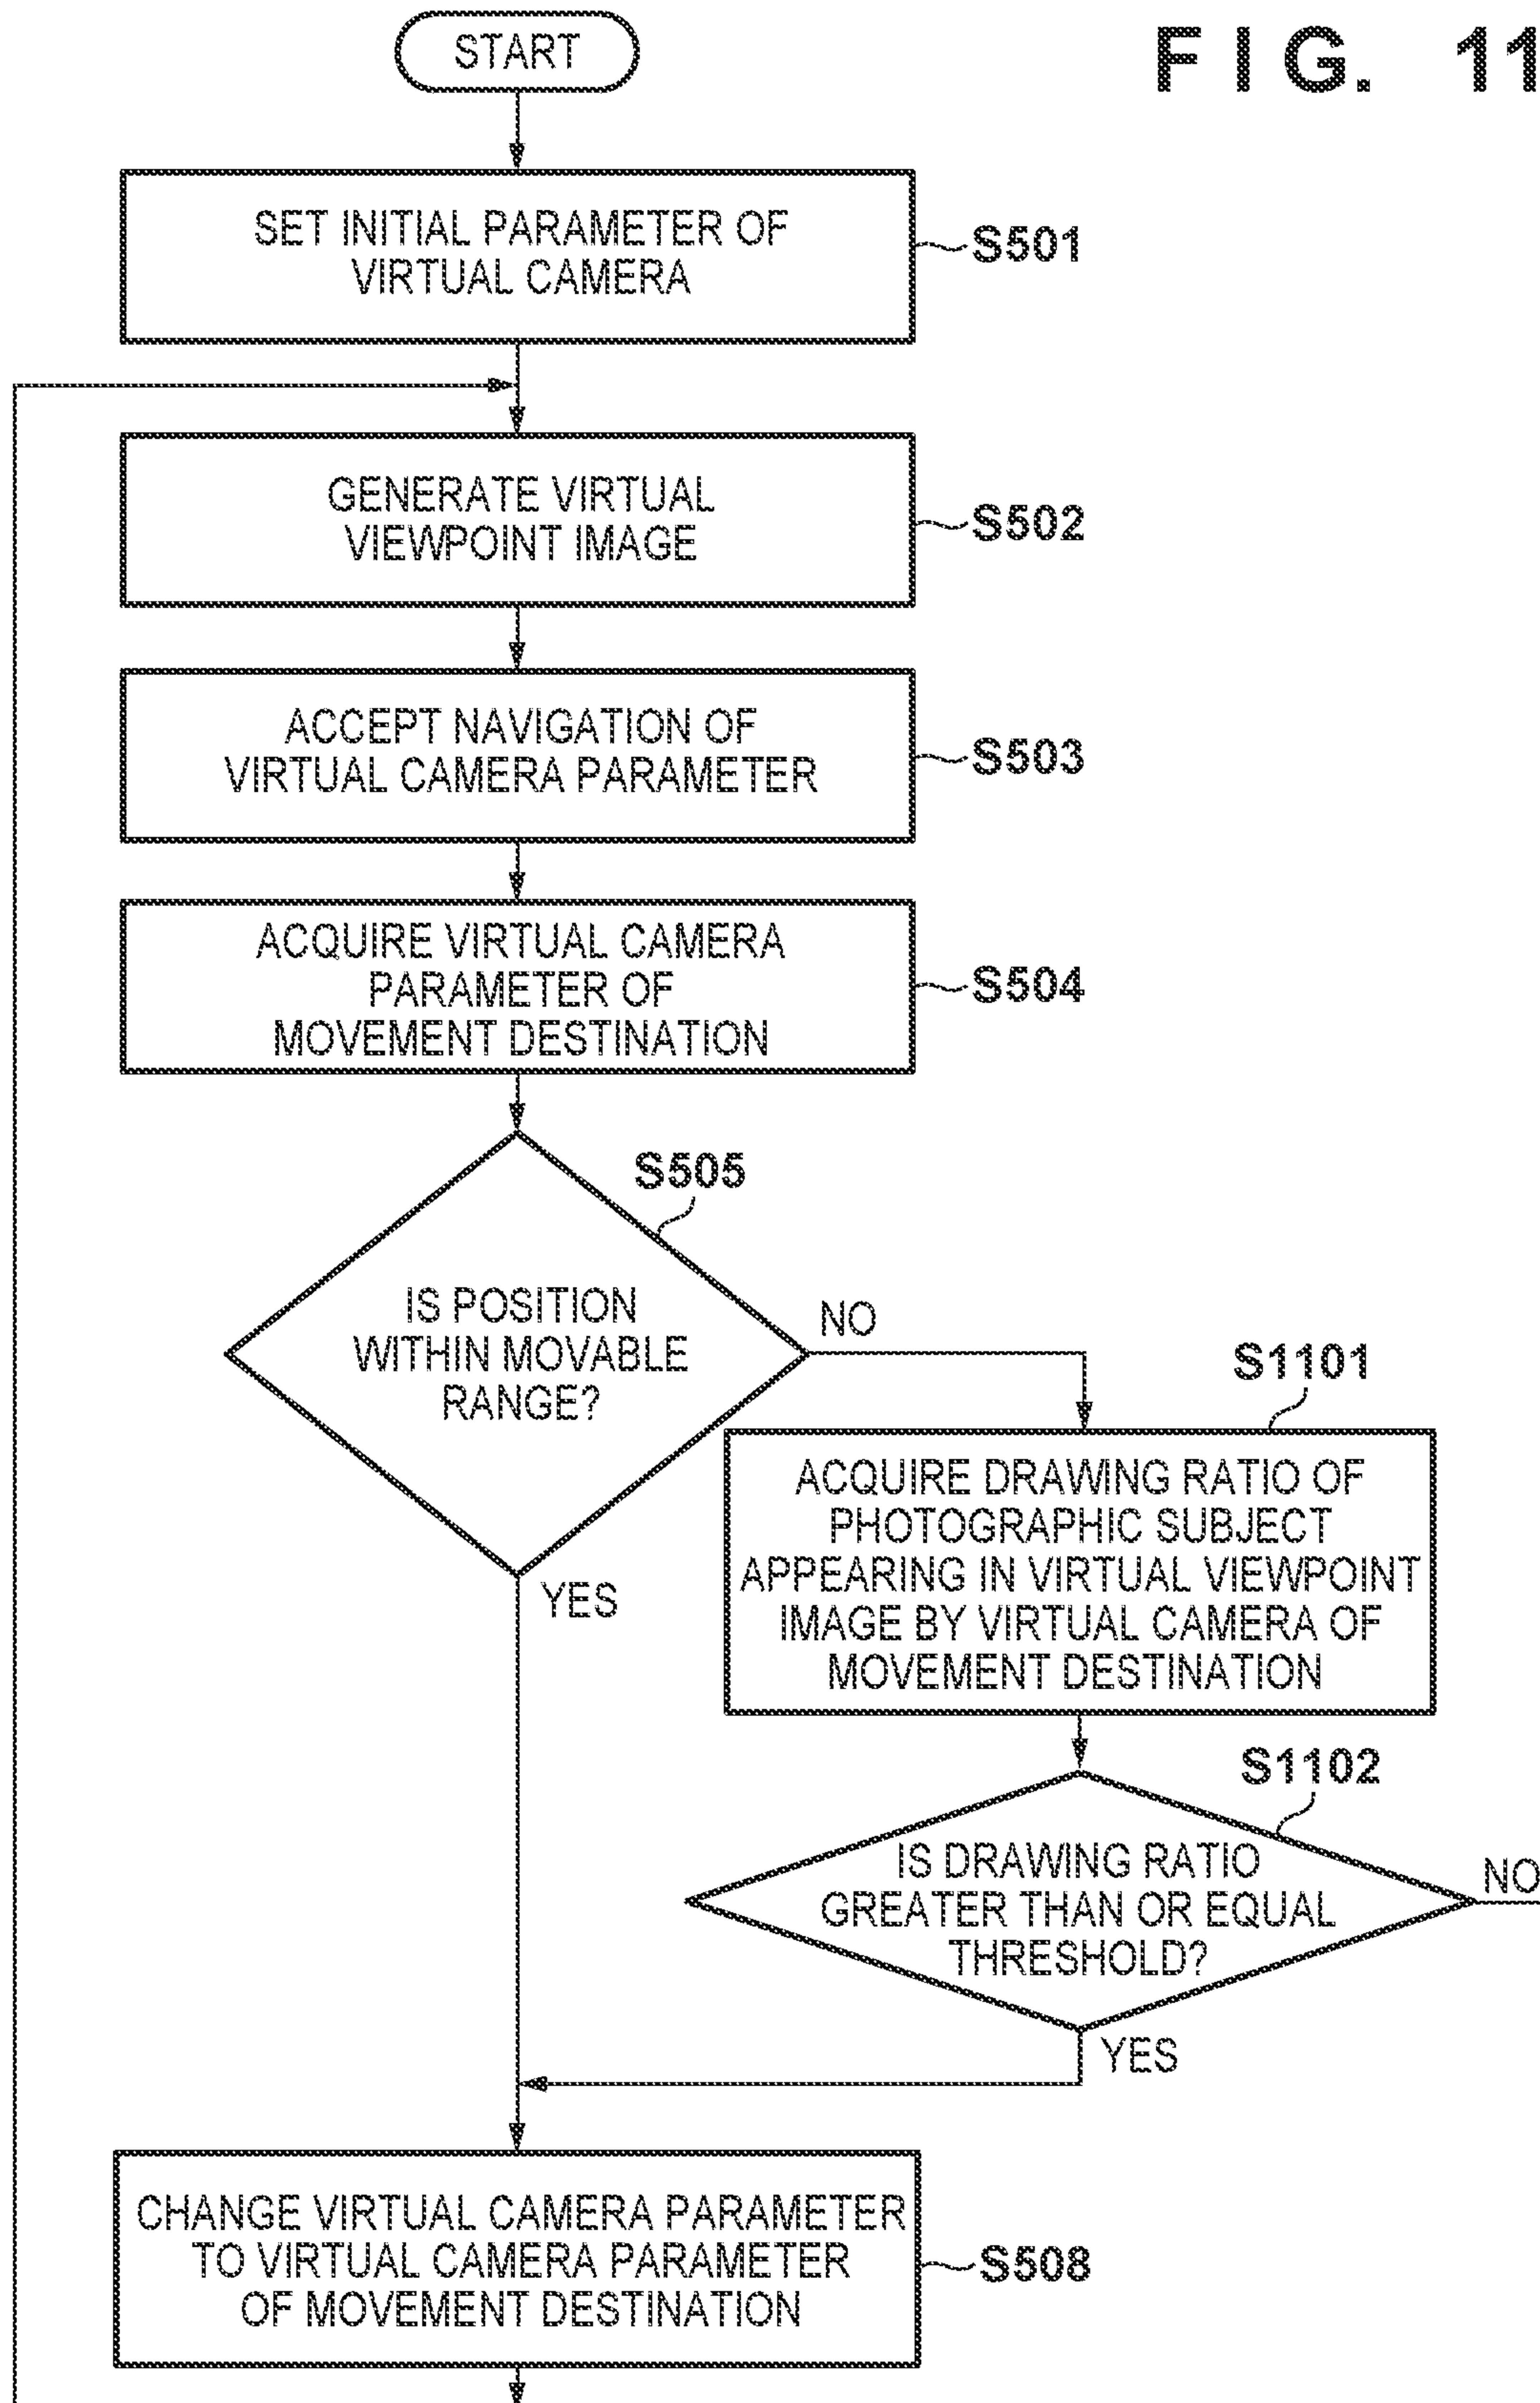 FIG. 11
START
SET INITIAL PARAMETER OF
VIRTUAL CAMERA
S501
GENERATE VIRTUAL
VIEWPOINT IMAGE
S502
ACCEPT NAVIGATION OF
VIRTUAL CAMERA PARAMETER
S503
ACQUIRE VIRTUAL CAMERA
PARAMETER OF
MOVEMENT DESTINATION
S504
S505
IS POSITION
WITHIN MOVABLE
RANGE?
NO
YES
S1101
ACQUIRE DRAWING RATIO OF
PHOTOGRAPHIC SUBJECT
APPEARING IN VIRTUAL VIEWPOINT
IMAGE BY VIRTUAL CAMERA OF
MOVEMENT DESTINATION
S1102
IS DRAWING RATIO
GREATER THAN OR EQUAL
THRESHOLD?
NO
YES
CHANGE VIRTUAL CAMERA PARAMETER
TO VIRTUAL CAMERA PARAMETER
OF MOVEMENT DESTINATION
S508